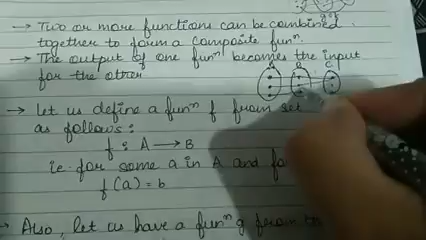 → Two or more functions can be combined
together to form a composite funⁿ.
→ The output of one funⁿ becomes the input
for the other
A B C
→ Let us define a funⁿ f from set
as follows:
f : A → B
i.e. for some a in A and fo
f(a) = b
→ Also, let us have a funⁿ g from